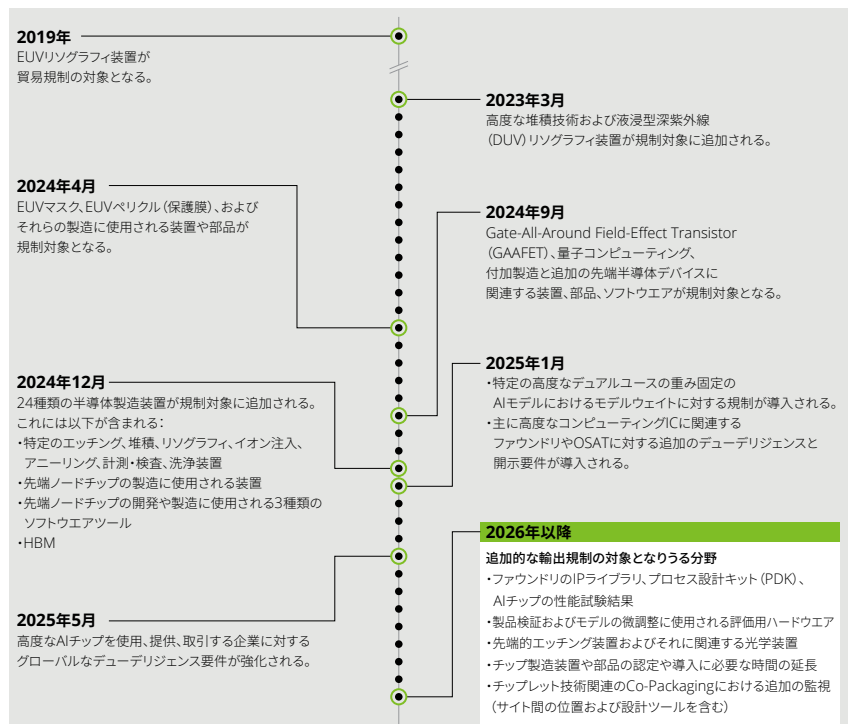 2019年
EUVリソグラフィ装置が
貿易規制の対象となる。
2023年3月
高度な堆積技術および液浸型深紫外線
（DUV）リソグラフィ装置が規制対象に追加される。
2024年4月
EUVマスク、EUVペリクル（保護膜）、および
それらの製造に使用される装置や部品が
規制対象となる。
2024年9月
Gate-All-Around Field-Effect Transistor
（GAAFET）、量子コンピューティング、
付加製造と追加の先端半導体デバイスに
関連する装置、部品、ソフトウエアが規制対象となる。
2024年12月
24種類の半導体製造装置が規制対象に追加される。
これには以下が含まれる：
・特定のエッチング、堆積、リソグラフィ、イオン注入、
アニーリング、計測・検査、洗浄装置
・先端ノードチップの製造に使用される装置
・先端ノードチップの開発や製造に使用される3種類の
ソフトウエアツール
・HBM
2025年1月
・特定の高度なデュアルユースの重み固定の
AIモデルにおけるモデルウェイトに対する規制が導入される。
・主に高度なコンピューティングICに関連する
ファウンドリやOSATに対する追加のデューデリジェンスと
開示要件が導入される。
2025年5月
高度なAIチップを使用、提供、取引する企業に対する
グローバルなデューデリジェンス要件が強化される。
2026年以降
追加的な輸出規制の対象となりうる分野
・ファウンドリのIPライブラリ、プロセス設計キット（PDK）、
AIチップの性能試験結果
・製品検証およびモデルの微調整に使用される評価用ハードウエア
・先端的エッチング装置およびそれに関連する光学装置
・チップ製造装置や部品の認定や導入に必要な時間の延長
・チップレット技術関連のCo-Packagingにおける追加の監視
（サイト間の位置および設計ツールを含む）